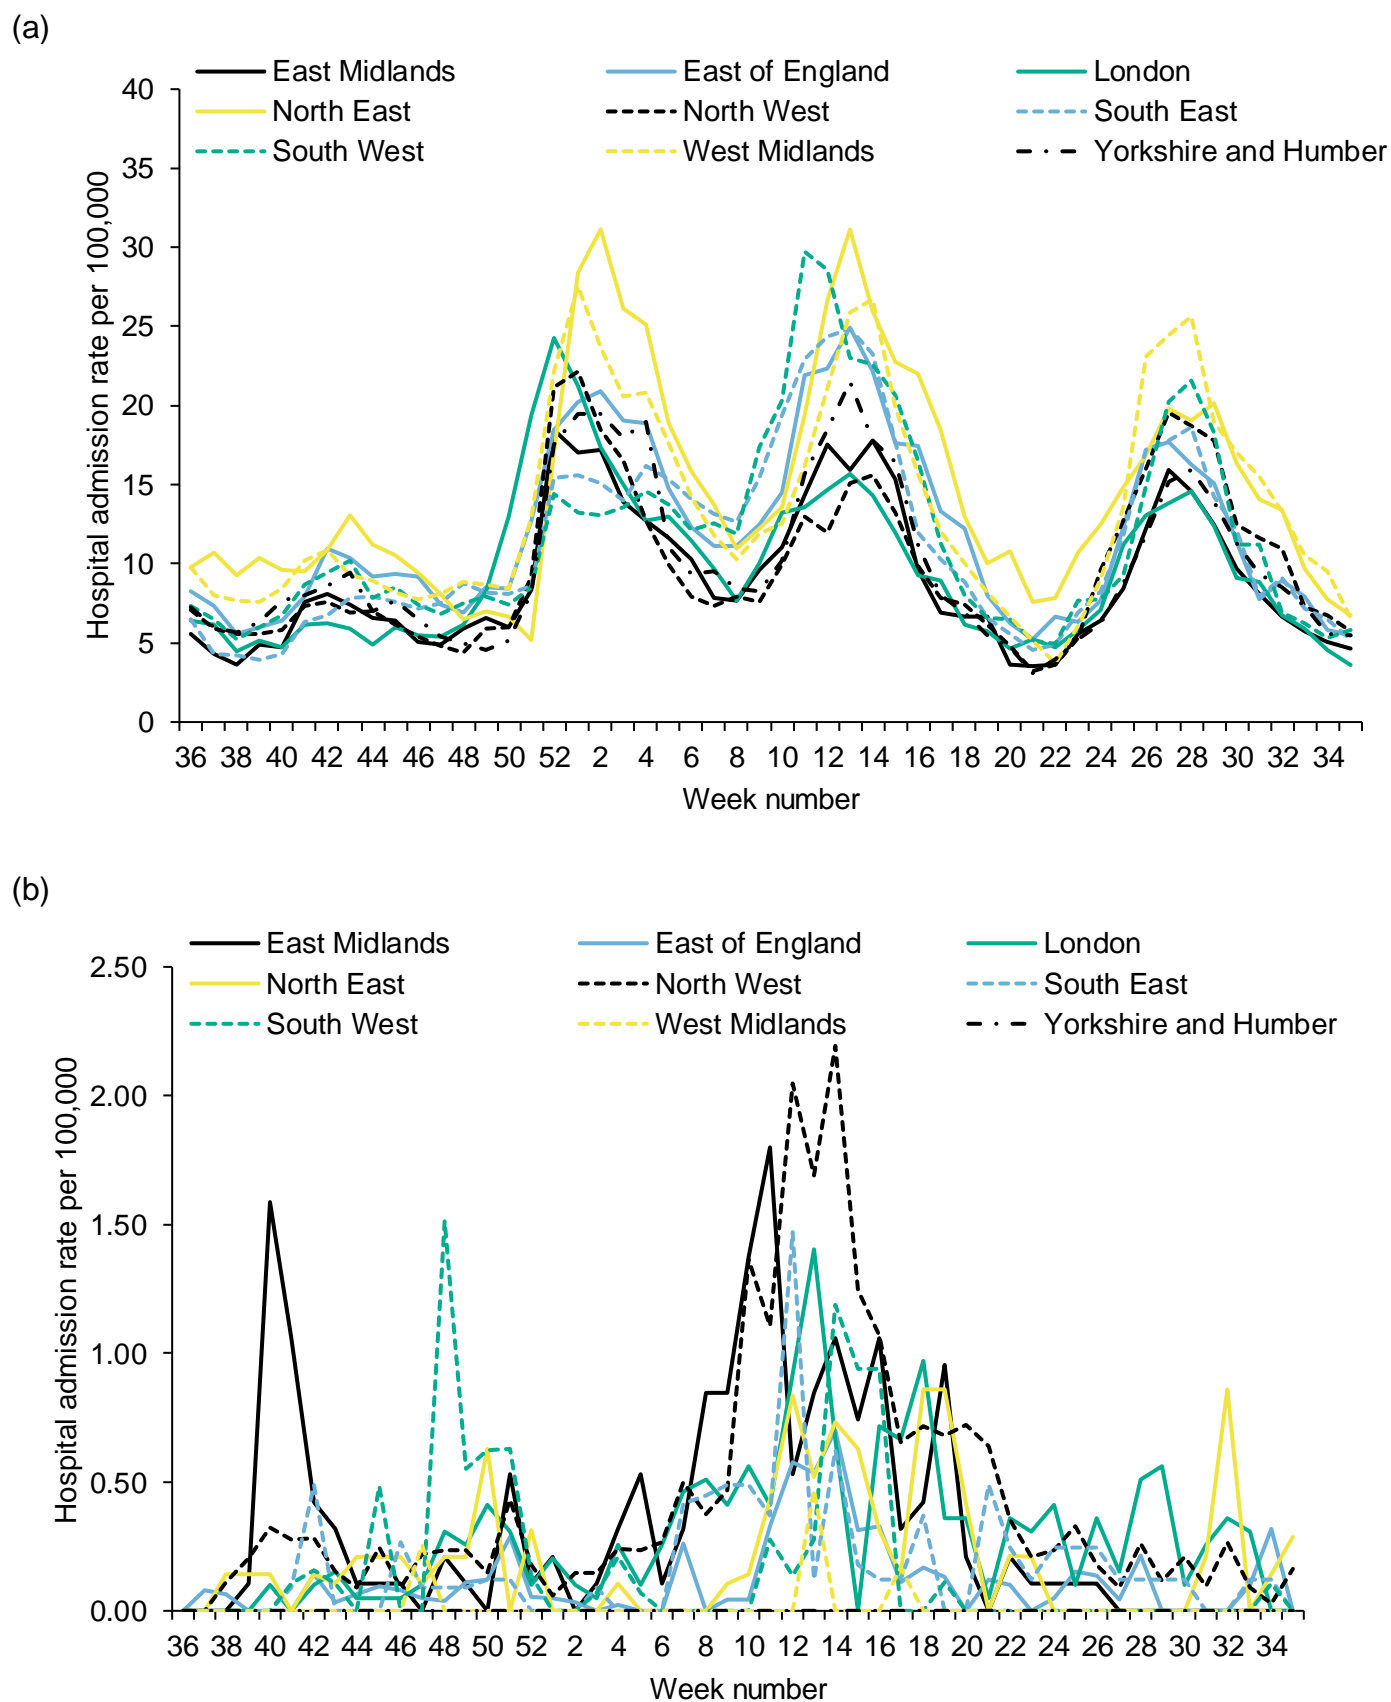 (a)
East Midlands East of England London
North East North West South East
South West West Midlands Yorkshire and Humber
40
35
30
25
20
15
10
5
0
Hospital admission rate per 100,000
36 38 40 42 44 46 48 50 52 2 4 6 8 10 12 14 16 18 20 22 24 26 28 30 32 34
Week number
(b)
East Midlands East of England London
North East North West South East
South West West Midlands Yorkshire and Humber
2.50
2.00
1.50
1.00
0.50
0.00
Hospital admission rate per 100,000
36 38 40 42 44 46 48 50 52 2 4 6 8 10 12 14 16 18 20 22 24 26 28 30 32 34
Week number